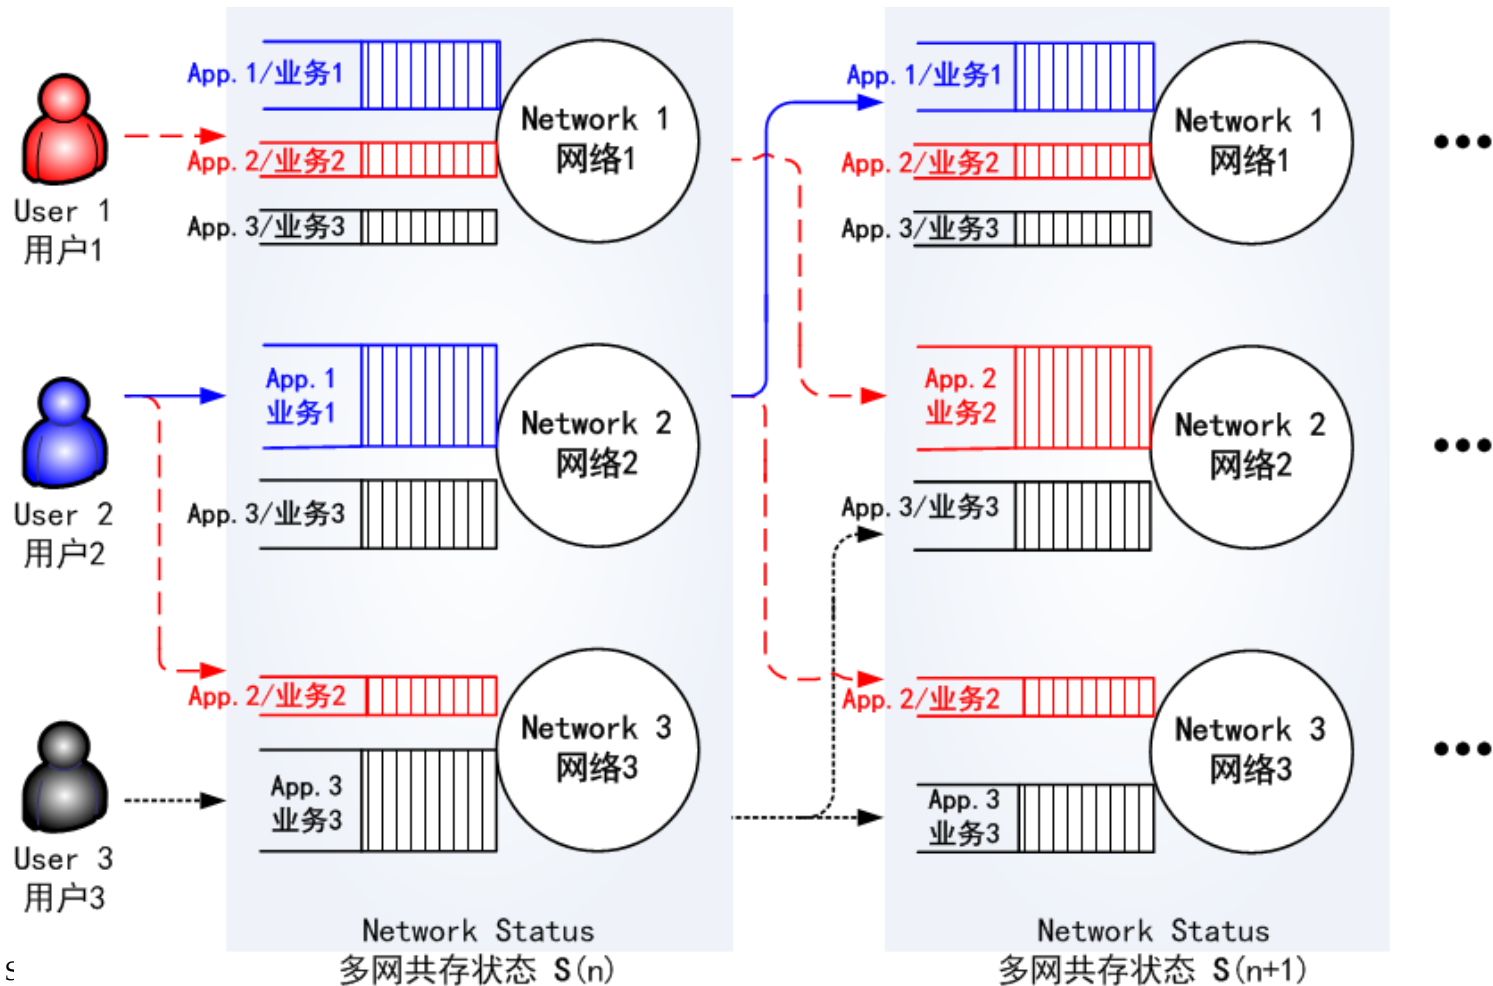 User 1
用户1
User 2
用户2
User 3
用户3
App.1/业务1
App.2/业务2
App.3/业务3
Network 1
网络1
App.1
业务1
App.3/业务3
Network 2
网络2
App.2/业务2
App.3
业务3
Network 3
网络3
Network Status
多网共存状态 S(n)
App.1/业务1
App.2/业务2
App.3/业务3
Network 1
网络1
App.2
业务2
App.3/业务3
Network 2
网络2
App.2/业务2
App.3
业务3
Network 3
网络3
Network Status
多网共存状态 S(n+1)